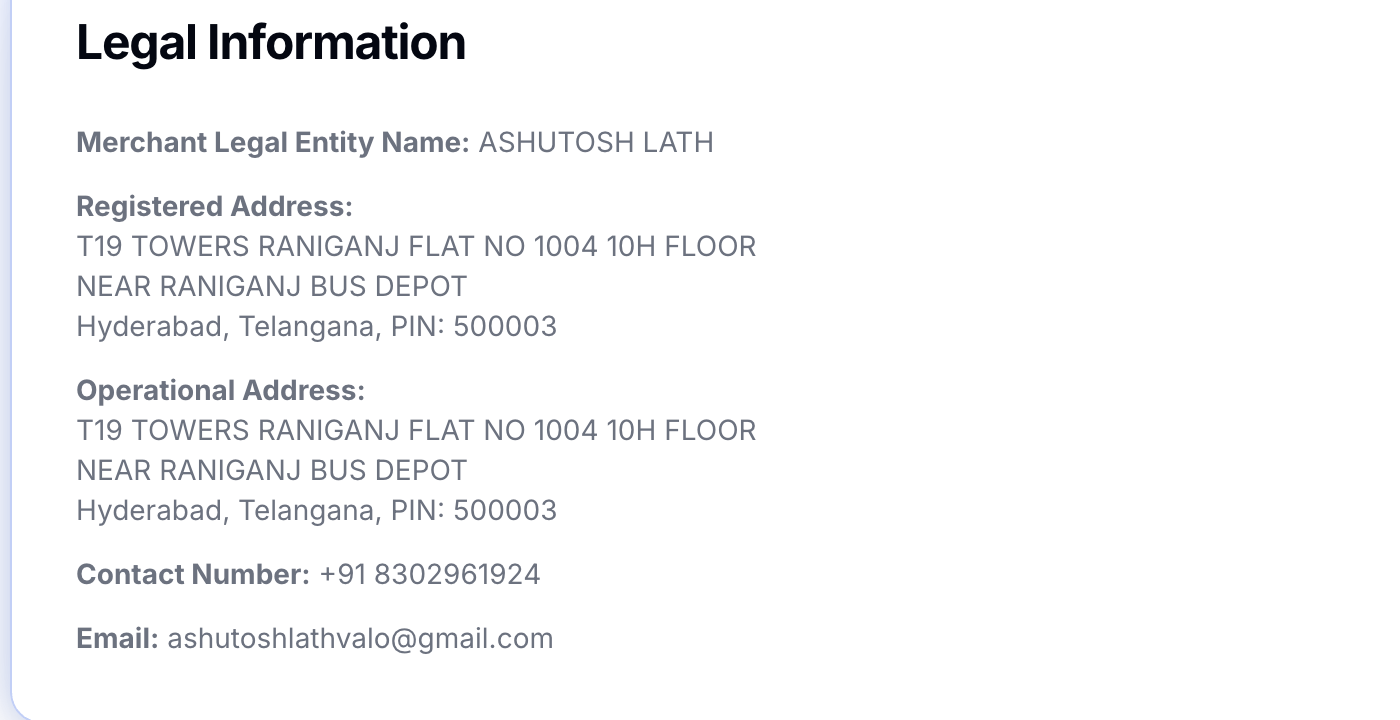 Legal Information
Merchant Legal Entity Name: ASHUTOSH LATH
Registered Address:
T19 TOWERS RANIGANJ FLAT NO 1004 10H FLOOR
NEAR RANIGANJ BUS DEPOT
Hyderabad, Telangana, PIN: 500003
Operational Address:
T19 TOWERS RANIGANJ FLAT NO 1004 10H FLOOR
NEAR RANIGANJ BUS DEPOT
Hyderabad, Telangana, PIN: 500003
Contact Number: +91 8302961924
Email: ashutoshlathvalo@gmail.com